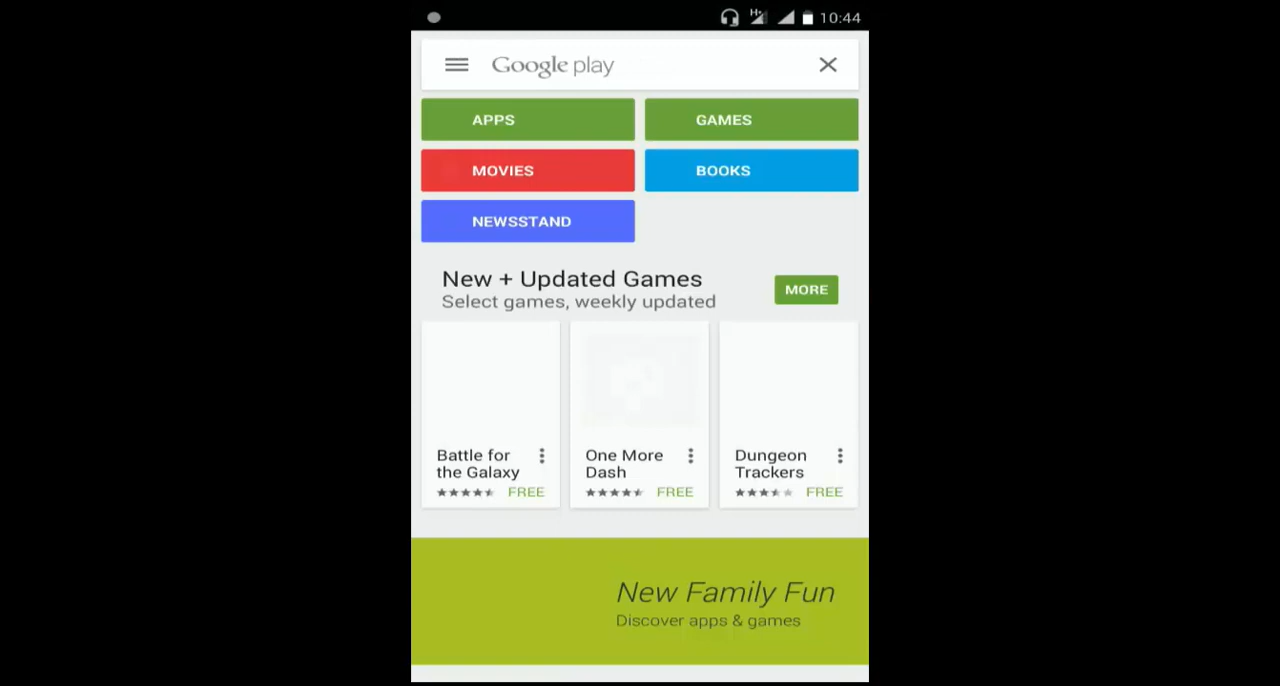 H+ 10:44
Google play
APPS GAMES
MOVIES BOOKS
NEWSSTAND
New + Updated Games
Select games, weekly updated
MORE
Battle for
the Galaxy
FREE
One More
Dash
FREE
Dungeon
Trackers
FREE
New Family Fun
Discover apps & games